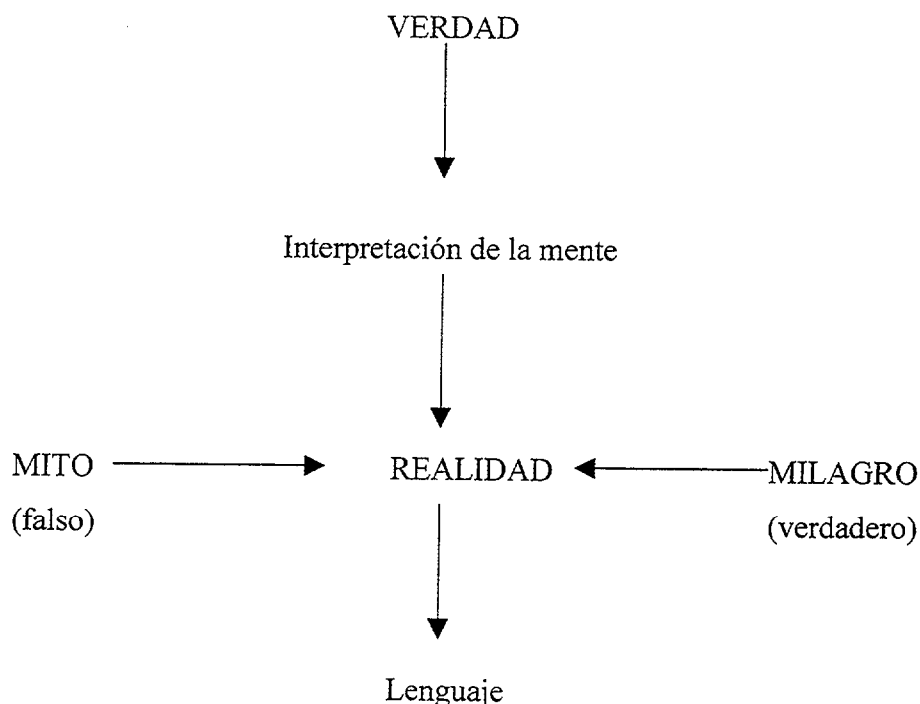 VERDAD
Interpretación de la mente
MITO REALIDAD MILAGRO
(falso) (verdadero)
Lenguaje